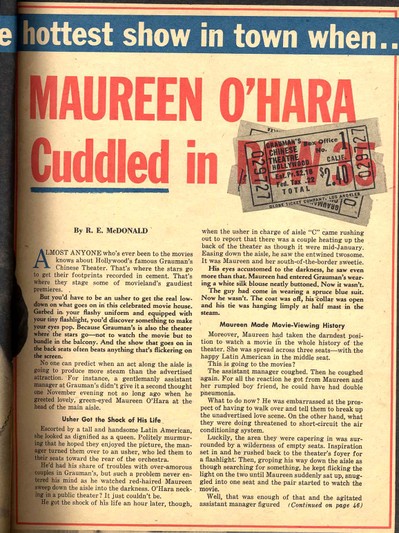 e hottest show in town when..
MAUREEN O'HARA
Cuddled in
GRAUMAN'S
CHINESE
THEATRE
HOLLYWOOD
Box Office 1
No.
CALIF.
Est. Pr. $2.18
Fed. Tax .22
TOTAL
$2.40
029727
029727
GLOBE TICKET COMPANY, LOS ANGELES
35
By R. E. McDONALD
ALMOST ANYONE who's ever been to the movies
knows about Hollywood's famous Grauman's
Chinese Theater. That's where the stars go
to get their footprints recorded in cement. That's
where they stage some of movieland's gaudiest
premieres.
But you'd have to be an usher to get the real low-
down on what goes on in this celebrated movie house.
Garbed in your flashy uniform and equipped with
your tiny flashlight, you'd discover something to make
your eyes pop. Because Grauman's is also the theater
where the stars go—not to watch the movie but to
bundle in the balcony. And the show that goes on in
the back seats often beats anything that's flickering on
the screen.
No one can predict when an act along the aisle is
going to produce more steam than the advertised
attraction. For instance, a gentlemanly assistant
manager at Grauman's didn't give it a second thought
one November evening not so long ago when he
greeted lovely, green-eyed Maureen O'Hara at the
head of the main aisle.
Usher Got the Shock of His Life
Escorted by a tall and handsome Latin American,
she looked as dignified as a queen. Politely murmur-
ing that he hoped they enjoyed the picture, the man-
ager turned them over to an usher, who led them to
their seats toward the rear of the orchestra.
He'd had his share of troubles with over-amorous
couples in Grauman's, but such a problem never en-
tered his mind as he watched red-haired Maureen
sweep down the aisle into the darkness. O'Hara neck-
ing in a public theater? It just couldn't be.
He got the shock of his life an hour later, though,
when the usher in charge of aisle "C" came rushing
out to report that there was a couple heating up the
back of the theater as though it were mid-January.
Easing down the aisle, he saw the entwined twosome.
It was Maureen and her south-of-the-border sweetie.
His eyes accustomed to the darkness, he saw even
more than that. Maureen had entered Grauman's wear-
ing a white silk blouse neatly buttoned. Now it wasn't.
The guy had come in wearing a spruce blue suit.
Now he wasn't. The coat was off, his collar was open
and his tie was hanging limply at half mast in the
steam.
Maureen Made Movie-Viewing History
Moreover, Maureen had taken the darndest posi-
tion to watch a movie in the whole history of the
theater. She was spread across three seats—with the
happy Latin American in the middle seat.
This is going to the movies?
The assistant manager coughed. Then he coughed
again. For all the reaction he got from Maureen and
her rumpled boy friend, he could have had double
pneumonia.
What to do now? He was embarrassed at the pros-
pect of having to walk over and tell them to break up
the unadvertised love scene. On the other hand, what
they were doing threatened to short-circuit the air
conditioning system.
Luckily, the area they were capering in was sur-
rounded by a wilderness of empty seats. Inspiration
set in and he rushed back to the theater's foyer for
a flashlight. Then, groping his way down the aisle as
though searching for something, he kept flicking the
light on the two until Maureen suddenly sat up, snug-
gled into one seat and the pair started to watch the
movie.
Well, that was enough of that and the agitated
assistant manager figured (Continued on page 46)